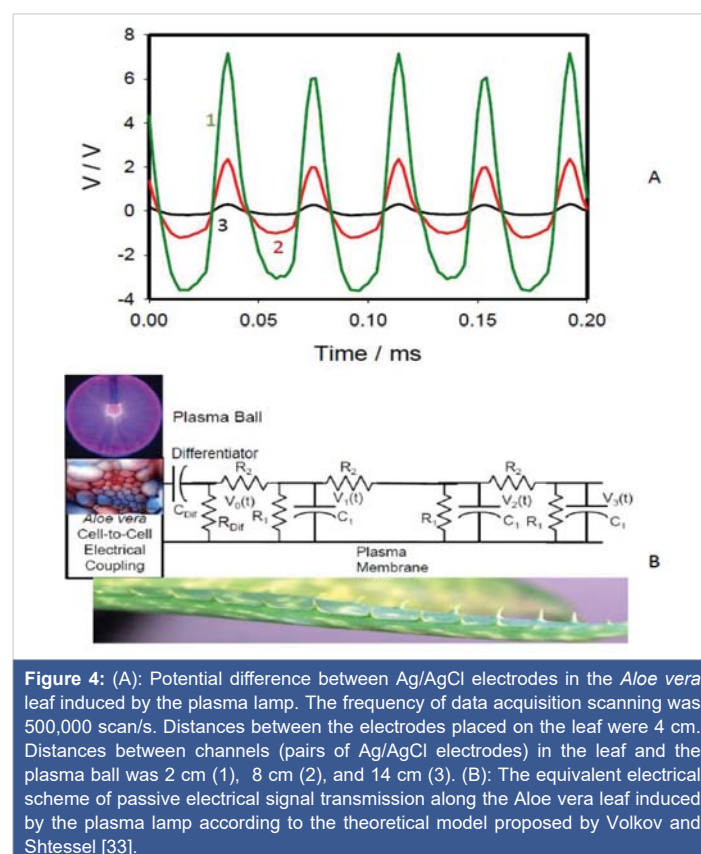 8
6
4
2
0
-2
-4
V / V
1
2
3
A
0.00 0.05 0.10 0.15 0.20
Time / ms
Plasma Ball
Differentiator
R2 R2 R2
CDif V0(t) V1(t) V2(t) V3(t)
RDif R1 C1 R1 C1 R1 C1
Aloe vera
Cell-to-Cell
Electrical
Coupling
Plasma
Membrane
B
Figure 4: (A): Potential difference between Ag/AgCl electrodes in the Aloe vera
leaf induced by the plasma lamp. The frequency of data acquisition scanning was
500,000 scan/s. Distances between the electrodes placed on the leaf were 4 cm.
Distances between channels (pairs of Ag/AgCl electrodes) in the leaf and the
plasma ball was 2 cm (1), 8 cm (2), and 14 cm (3). (B): The equivalent electrical
scheme of passive electrical signal transmission along the Aloe vera leaf induced
by the plasma lamp according to the theoretical model proposed by Volkov and
Shtessel [33].